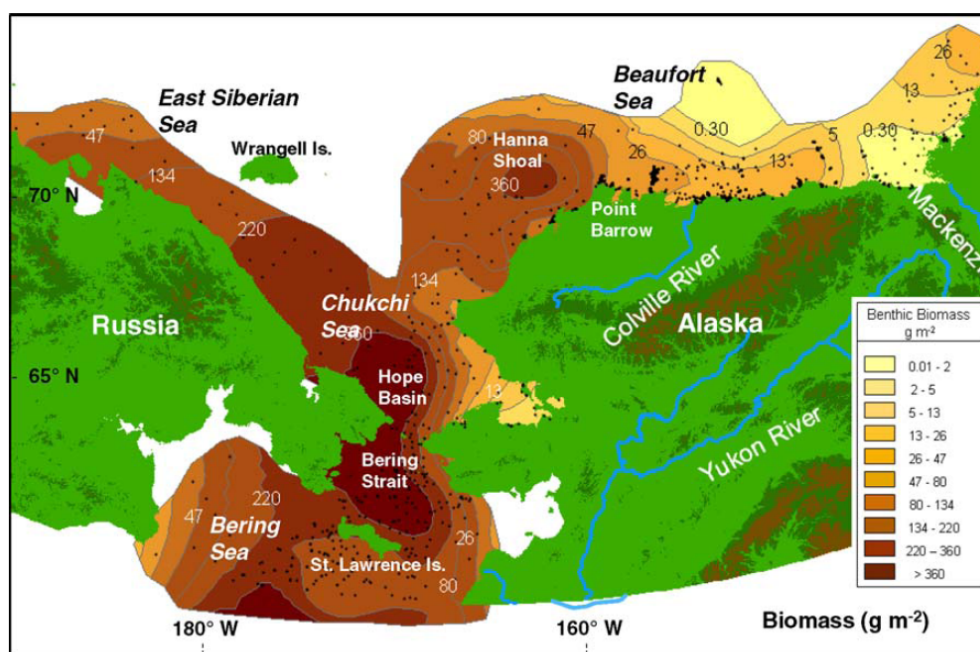 East Siberian
Sea
Beaufort
Sea
26
13
47
Wrangell Is.
80
Hanna
Shoal
47
0.30
5
0.30
26
13
134
360
70° N
220
Point
Barrow
Mackenz
134
Colville River
Chukchi
Sea
Russia
Alaska
360
65° N
Hope
Basin
13
Bering
Strait
Yukon River
220
47
Bering
Sea
26
St. Lawrence Is.
80
Benthic Biomass
g m-2
0.01 - 2
2 - 5
5 - 13
13 - 26
26 - 47
47 - 80
80 - 134
134 - 220
220 – 360
> 360
180° W
160° W
Biomass (g m-2)